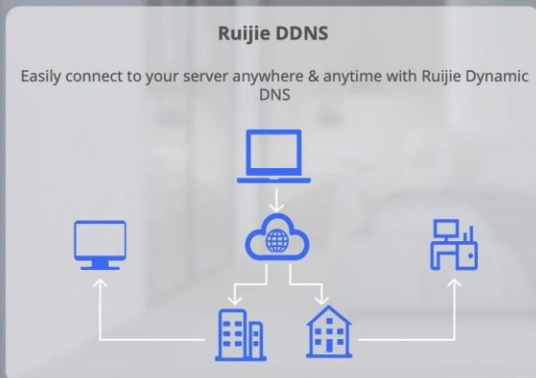 Ruijie DDNS
Easily connect to your server anywhere & anytime with Ruijie Dynamic
DNS